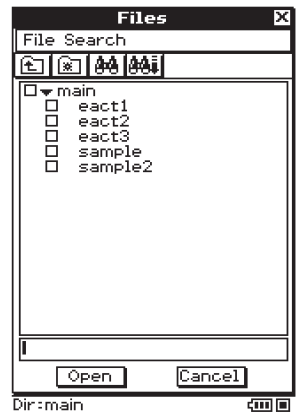 Files
File Search
main
eact1
eact2
eact3
sample
sample2
Open Cancel
Dir:main